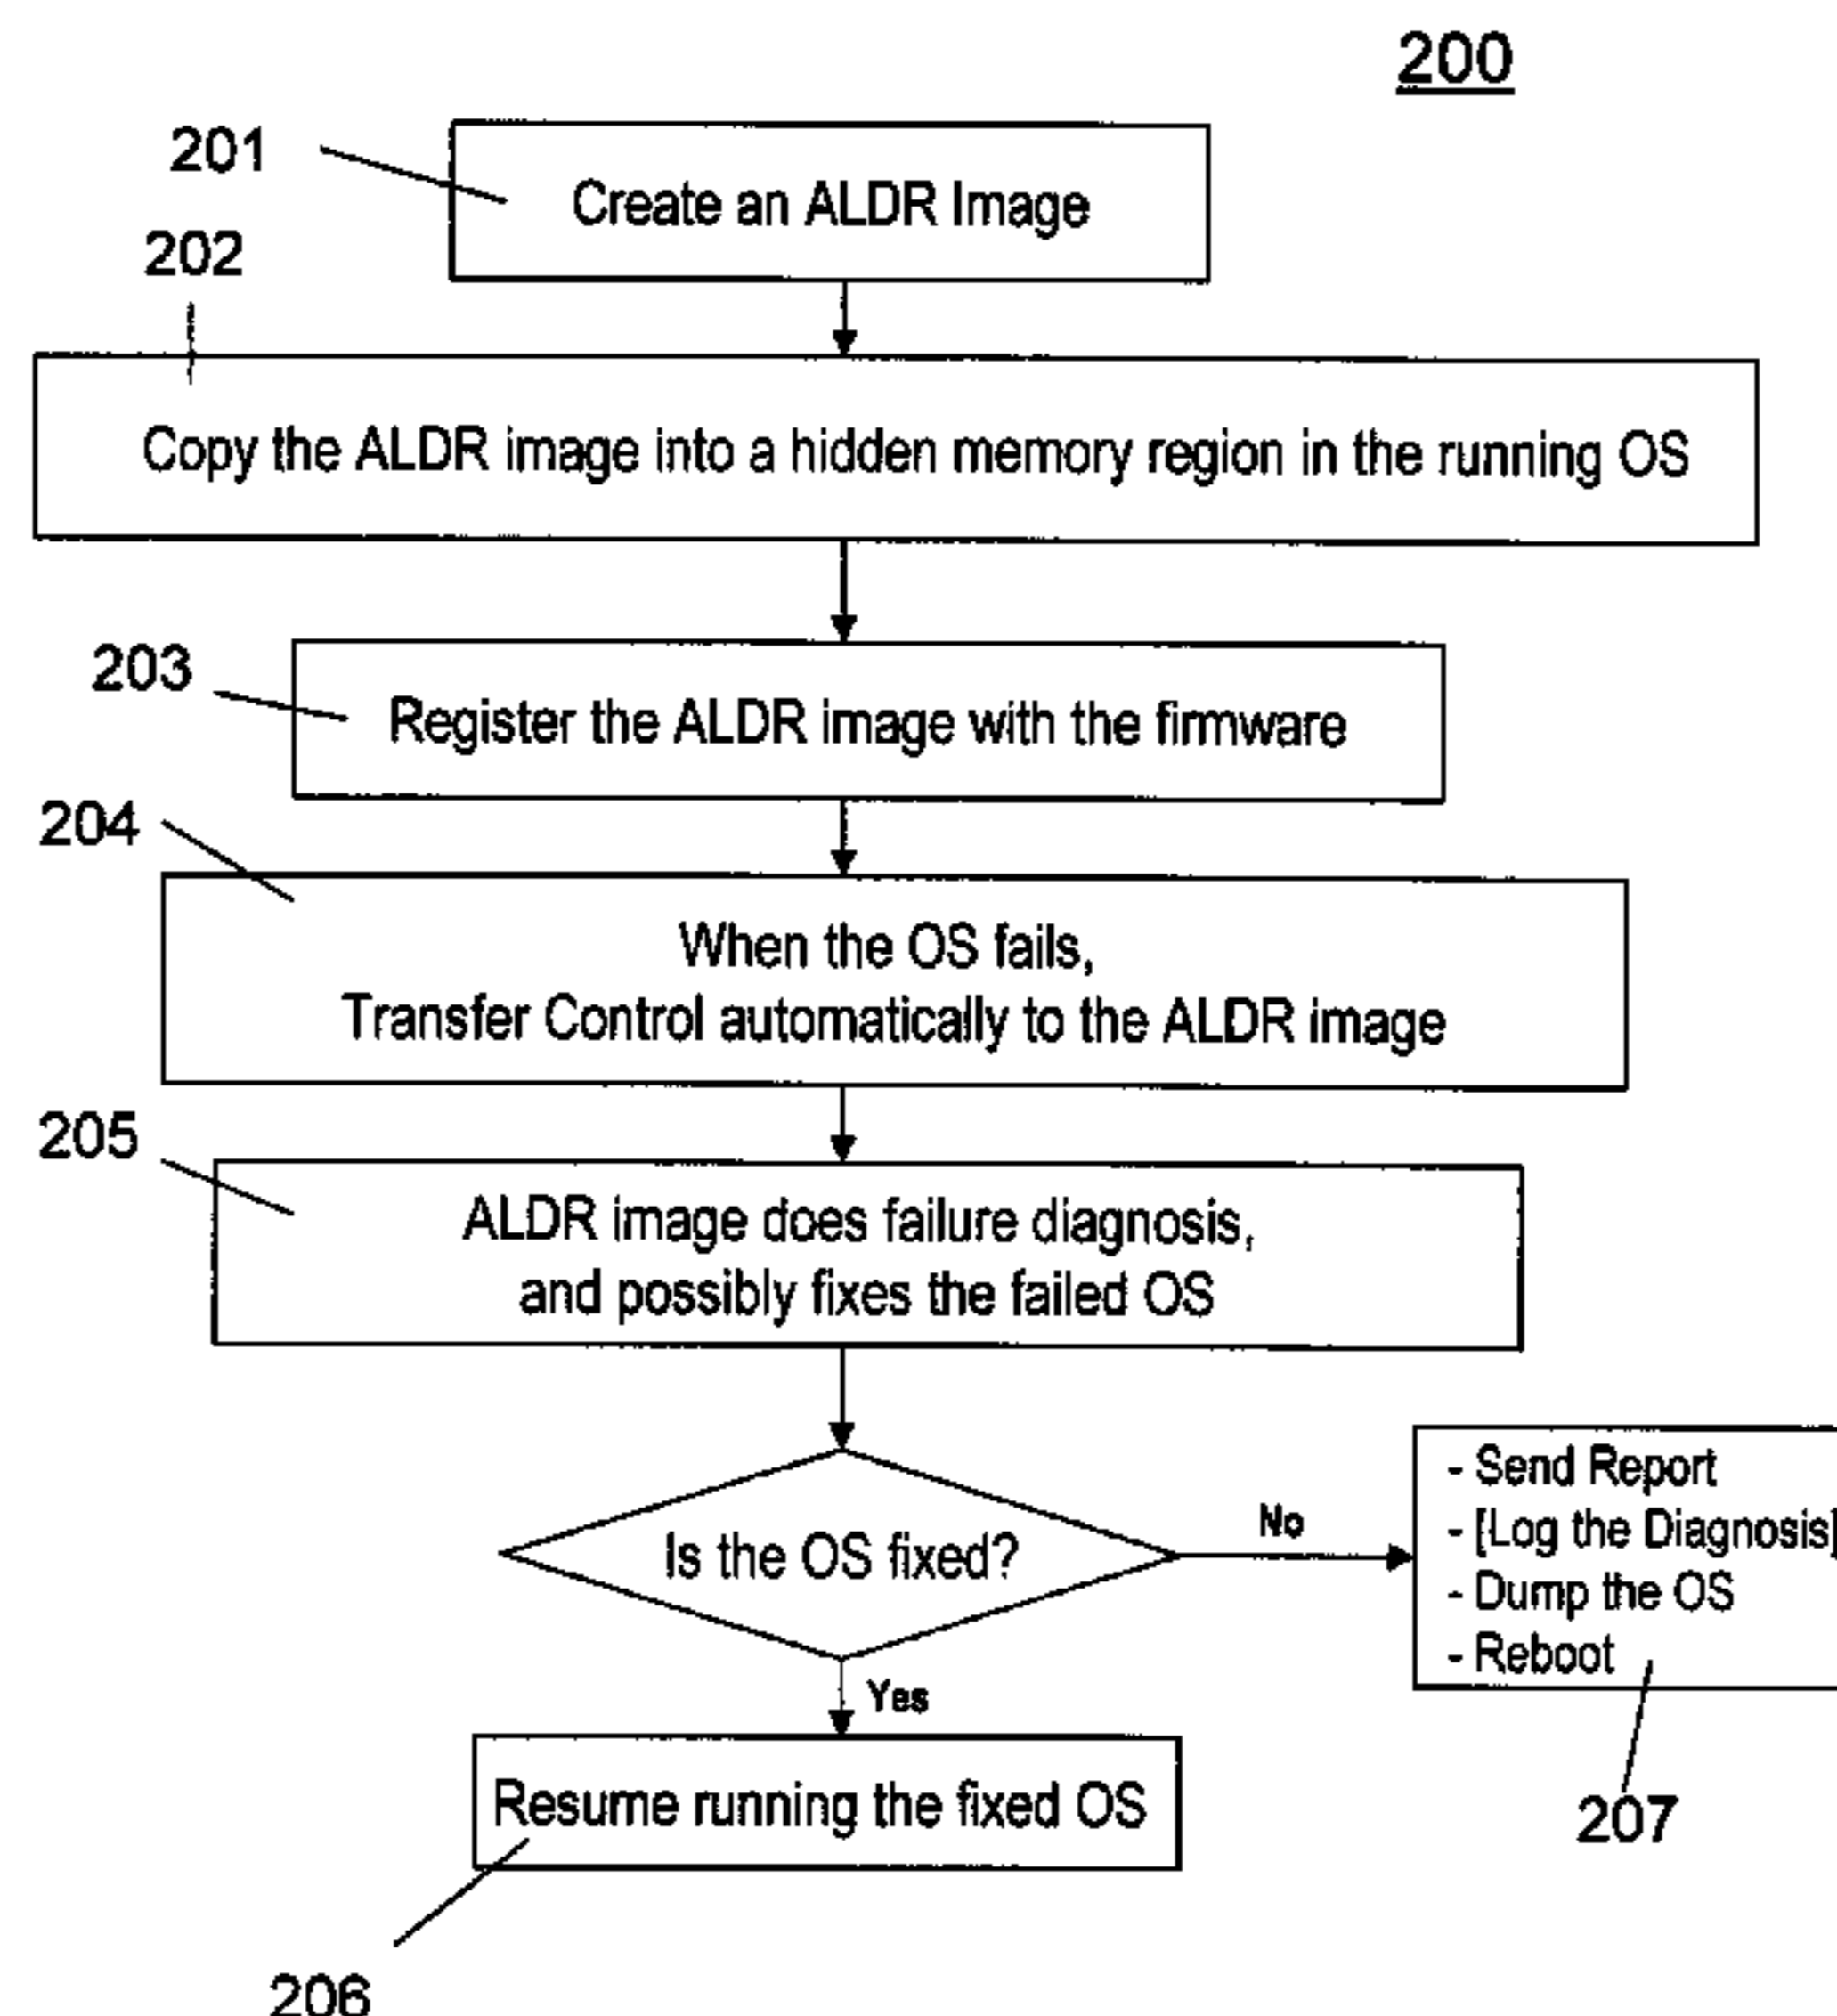 200
201
Create an ALDR Image
202
Copy the ALDR image into a hidden memory region in the running OS
203
Register the ALDR image with the firmware
204
When the OS fails,
Transfer Control automatically to the ALDR image
205
ALDR image does failure diagnosis,
and possibly fixes the failed OS
Is the OS fixed?
No
- Send Report
- [Log the Diagnosis]
- Dump the OS
- Reboot
Yes
Resume running the fixed OS
207
206